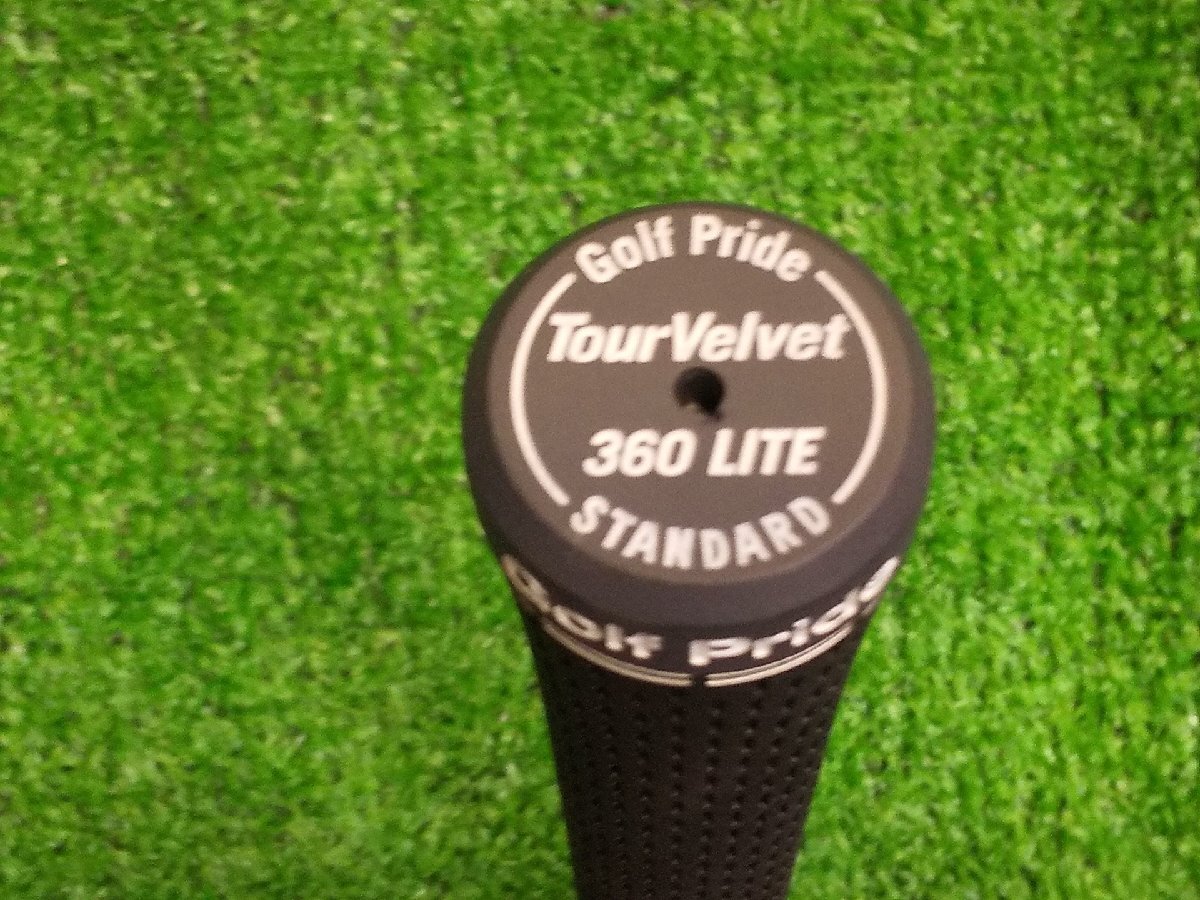 Golf Pride
TourVelvet
360 LITE
STANDARD
Golf Pride